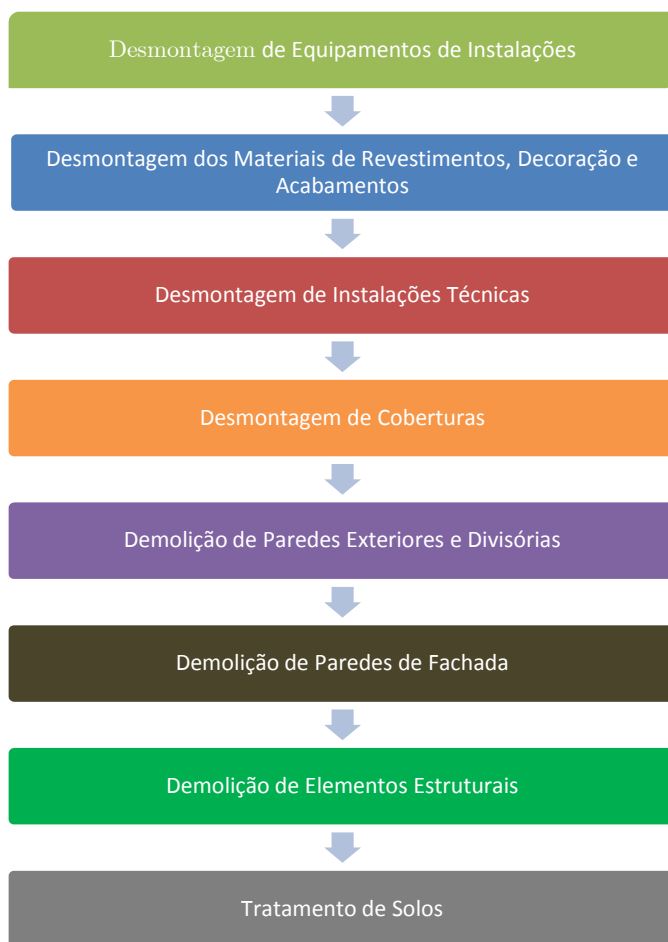 Desmontagem de Equipamentos de Instalações
Desmontagem dos Materiais de Revestimentos, Decoração e
Acabamentos
Desmontagem de Instalações Técnicas
Desmontagem de Coberturas
Demolição de Paredes Exteriores e Divisórias
Demolição de Paredes de Fachada
Demolição de Elementos Estruturais
Tratamento de Solos